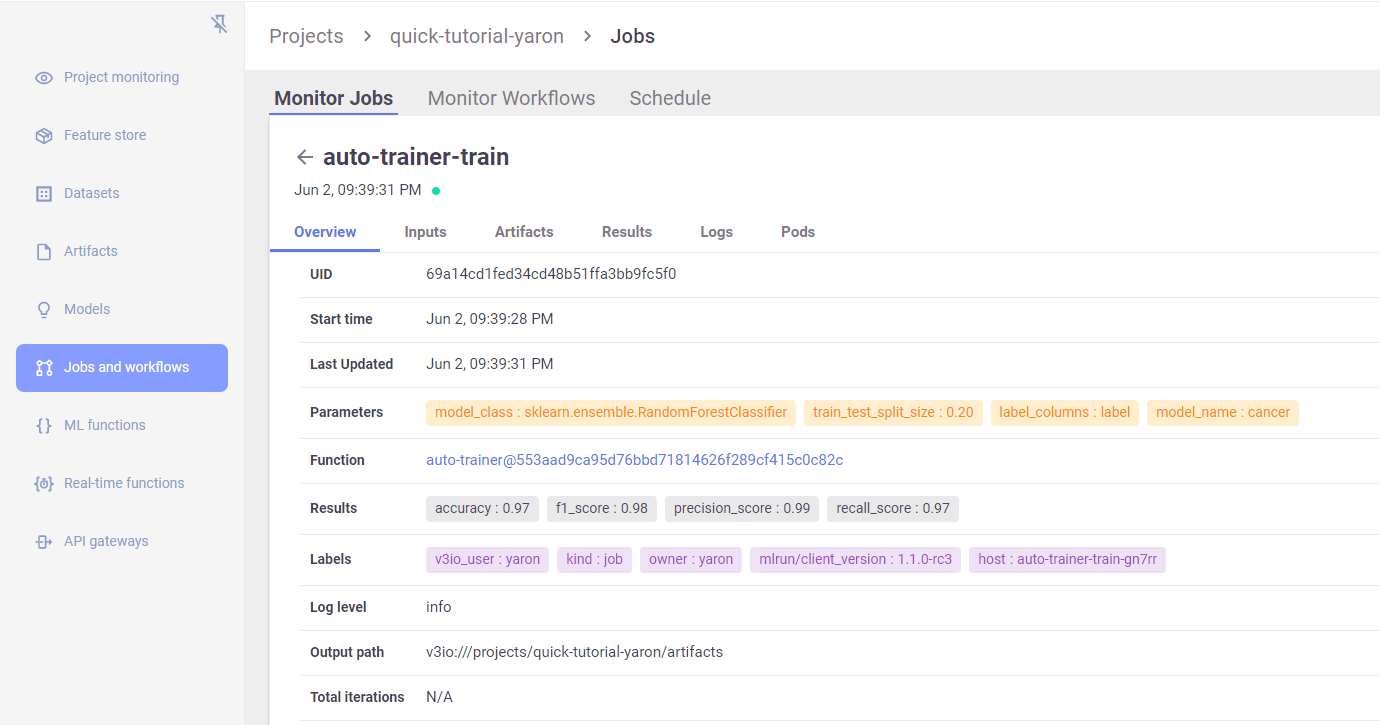 Projects > quick-tutorial-yaron > Jobs
Project monitoring
Feature store
Datasets
Artifacts
Models
Jobs and workflows
ML functions
Real-time functions
API gateways
Monitor Jobs Monitor Workflows Schedule
auto-trainer-train
Jun 2, 09:39:31 PM
Overview Inputs Artifacts Results Logs Pods
UID 69a14cd1fed34cd48b51ffa3bb9fc5f0
Start time Jun 2, 09:39:28 PM
Last Updated Jun 2, 09:39:31 PM
Parameters model_class : sklearn.ensemble.RandomForestClassifier train_test_split_size : 0.20 label_columns : label model_name : cancer
Function auto-trainer@553aad9ca95d76bbd71814626f289cf415c0c82c
Results accuracy : 0.97 f1_score : 0.98 precision_score : 0.99 recall_score : 0.97
Labels v3io_user : yaron kind : job owner : yaron mlrun/client_version : 1.1.0-rc3 host : auto-trainer-train-gn7rr
Log level info
Output path v3io:///projects/quick-tutorial-yaron/artifacts
Total iterations N/A